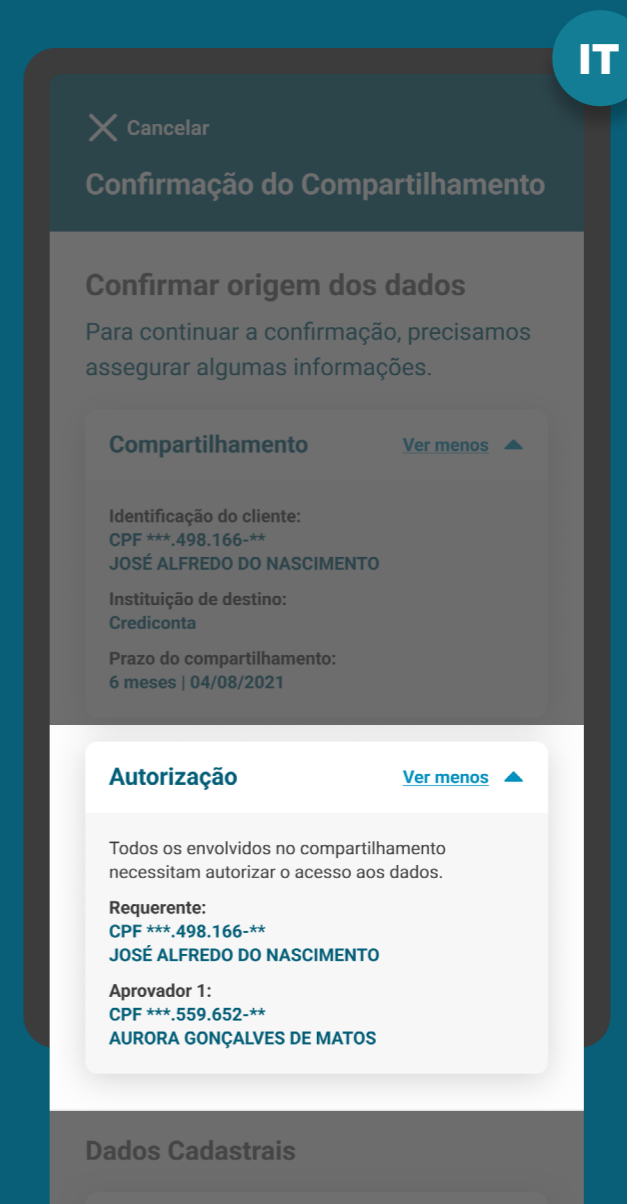 IT
Cancelar
Confirmação do Compartilhamento
Confirmar origem dos dados
Para continuar a confirmação, precisamos
assegurar algumas informações.
Compartilhamento Ver menos
Identificação do cliente:
CPF ***.498.166-**
JOSÉ ALFREDO DO NASCIMENTO
Instituição de destino:
Crediconta
Prazo do compartilhamento:
6 meses | 04/08/2021
Autorização Ver menos
Todos os envolvidos no compartilhamento
necessitam autorizar o acesso aos dados.
Requerente:
CPF ***.498.166-**
JOSÉ ALFREDO DO NASCIMENTO
Aprovador 1:
CPF ***.559.652-**
AURORA GONÇALVES DE MATOS
Dados Cadastrais